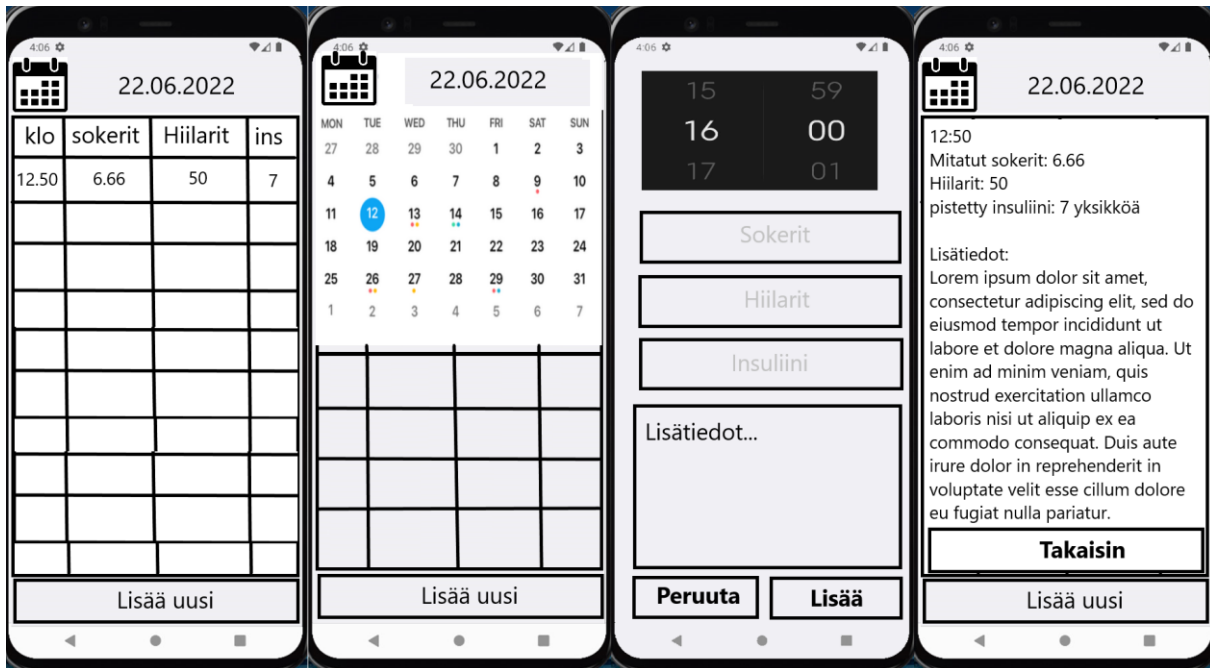 4:06
22.06.2022
klo sokerit Hiilarit ins
12.50 6.66 50 7
Lisää uusi
4:06
22.06.2022
MON TUE WED THU FRI SAT SUN
27 28 29 30 1 2 3
4 5 6 7 8 9 10
11 12 13 14 15 16 17
18 19 20 21 22 23 24
25 26 27 28 29 30 31
1 2 3 4 5 6 7
Lisää uusi
4:06
15 59
16 00
17 01
Sokerit
Hiilarit
Insuliini
Lisätiedot...
Peruuta Lisää
4:06
22.06.2022
12:50
Mitatut sokerit: 6.66
Hiilarit: 50
pistetty insuliini: 7 yksikköä
Lisätiedot:
Lorem ipsum dolor sit amet,
consectetur adipiscing elit, sed do
eiusmod tempor incididunt ut
labore et dolore magna aliqua. Ut
enim ad minim veniam, quis
nostrud exercitation ullamco
laboris nisi ut aliquip ex ea
commodo consequat. Duis aute
irure dolor in reprehenderit in
voluptate velit esse cillum dolore
eu fugiat nulla pariatur.
Takaisin
Lisää uusi